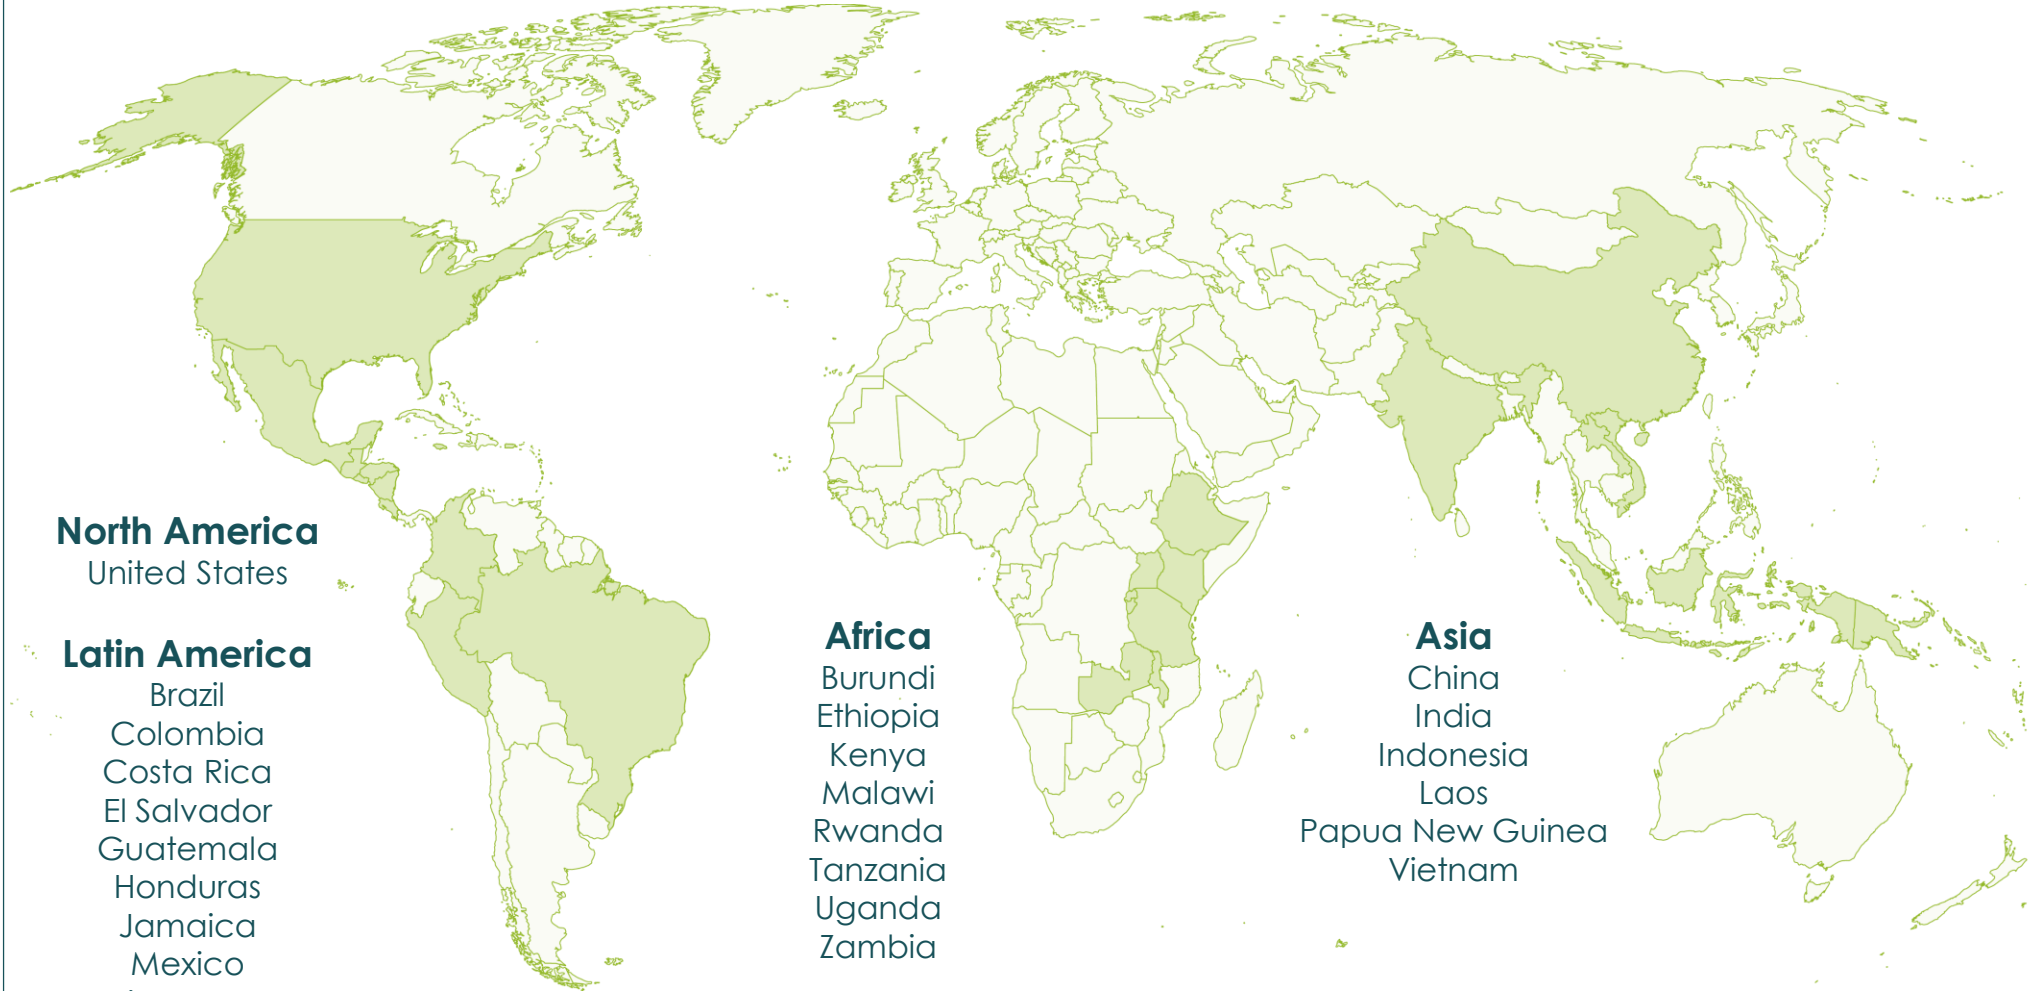 North America
United States
Latin America
Brazil
Colombia
Costa Rica
El Salvador
Guatemala
Honduras
Jamaica
Mexico
Africa
Burundi
Ethiopia
Kenya
Malawi
Rwanda
Tanzania
Uganda
Zambia
Asia
China
India
Indonesia
Laos
Papua New Guinea
Vietnam